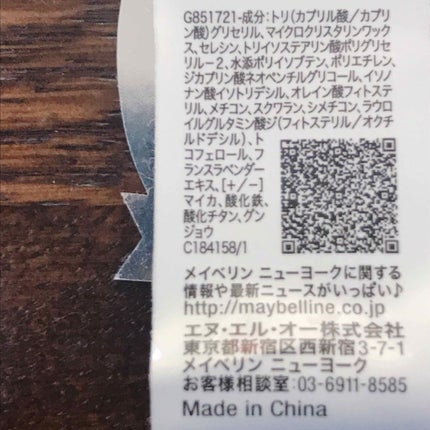 G851721-成分:トリ(カプリル酸/カプリ
ン酸)グリセリル、マイクロクリスタリンワック
ス、セレシン、トリイソステアリン酸ポリグリセ
リル-2、水添ポリイソブテン、ポリエチレン、
ジカプリン酸ネオペンチルグリコール、イソノ
ナン酸イソトリデシル、オレイン酸フィトステ
リル、メチコン、スクワラン、シメチコン、ラウロ
イルグルタミン酸ジ(フィトステリル/オクチ
ルドデシル)、ト
コフェロール、フ
ランスラベンダー
エキス、[+/-]
マイカ、酸化鉄、
酸化チタン、グン
ジョウ
C184158/1
メイベリン ニューヨークに関する
情報や最新ニュースがいっぱい♪
http://maybelline.co.jp
エヌ・エル・オー株式会社
東京都新宿区西新宿3-7-1
メイベリン ニューヨーク
お客様相談室:03-6911-8585
Made in China